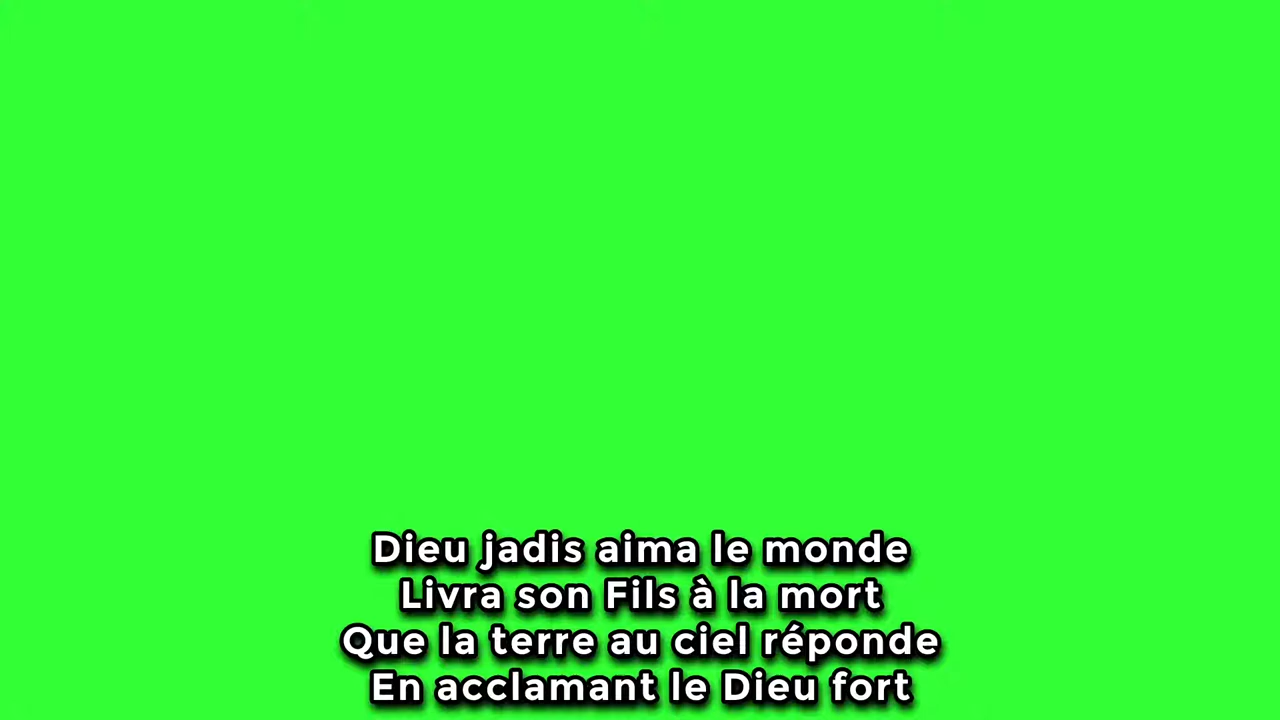 Dieu jadis aima le monde
Livra son Fils à la mort
Que la terre au ciel réponde
En acclamant le Dieu fort